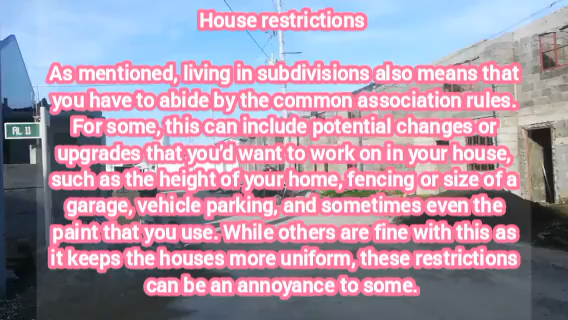 House restrictions
As mentioned, living in subdivisions also means that
you have to abide by the common association rules.
For some, this can include potential changes or
upgrades that you'd want to work on in your house,
such as the height of your home, fencing or size of a
garage, vehicle parking, and sometimes even the
paint that you use. While others are fine with this as
it keeps the houses more uniform, these restrictions
can be an annoyance to some.